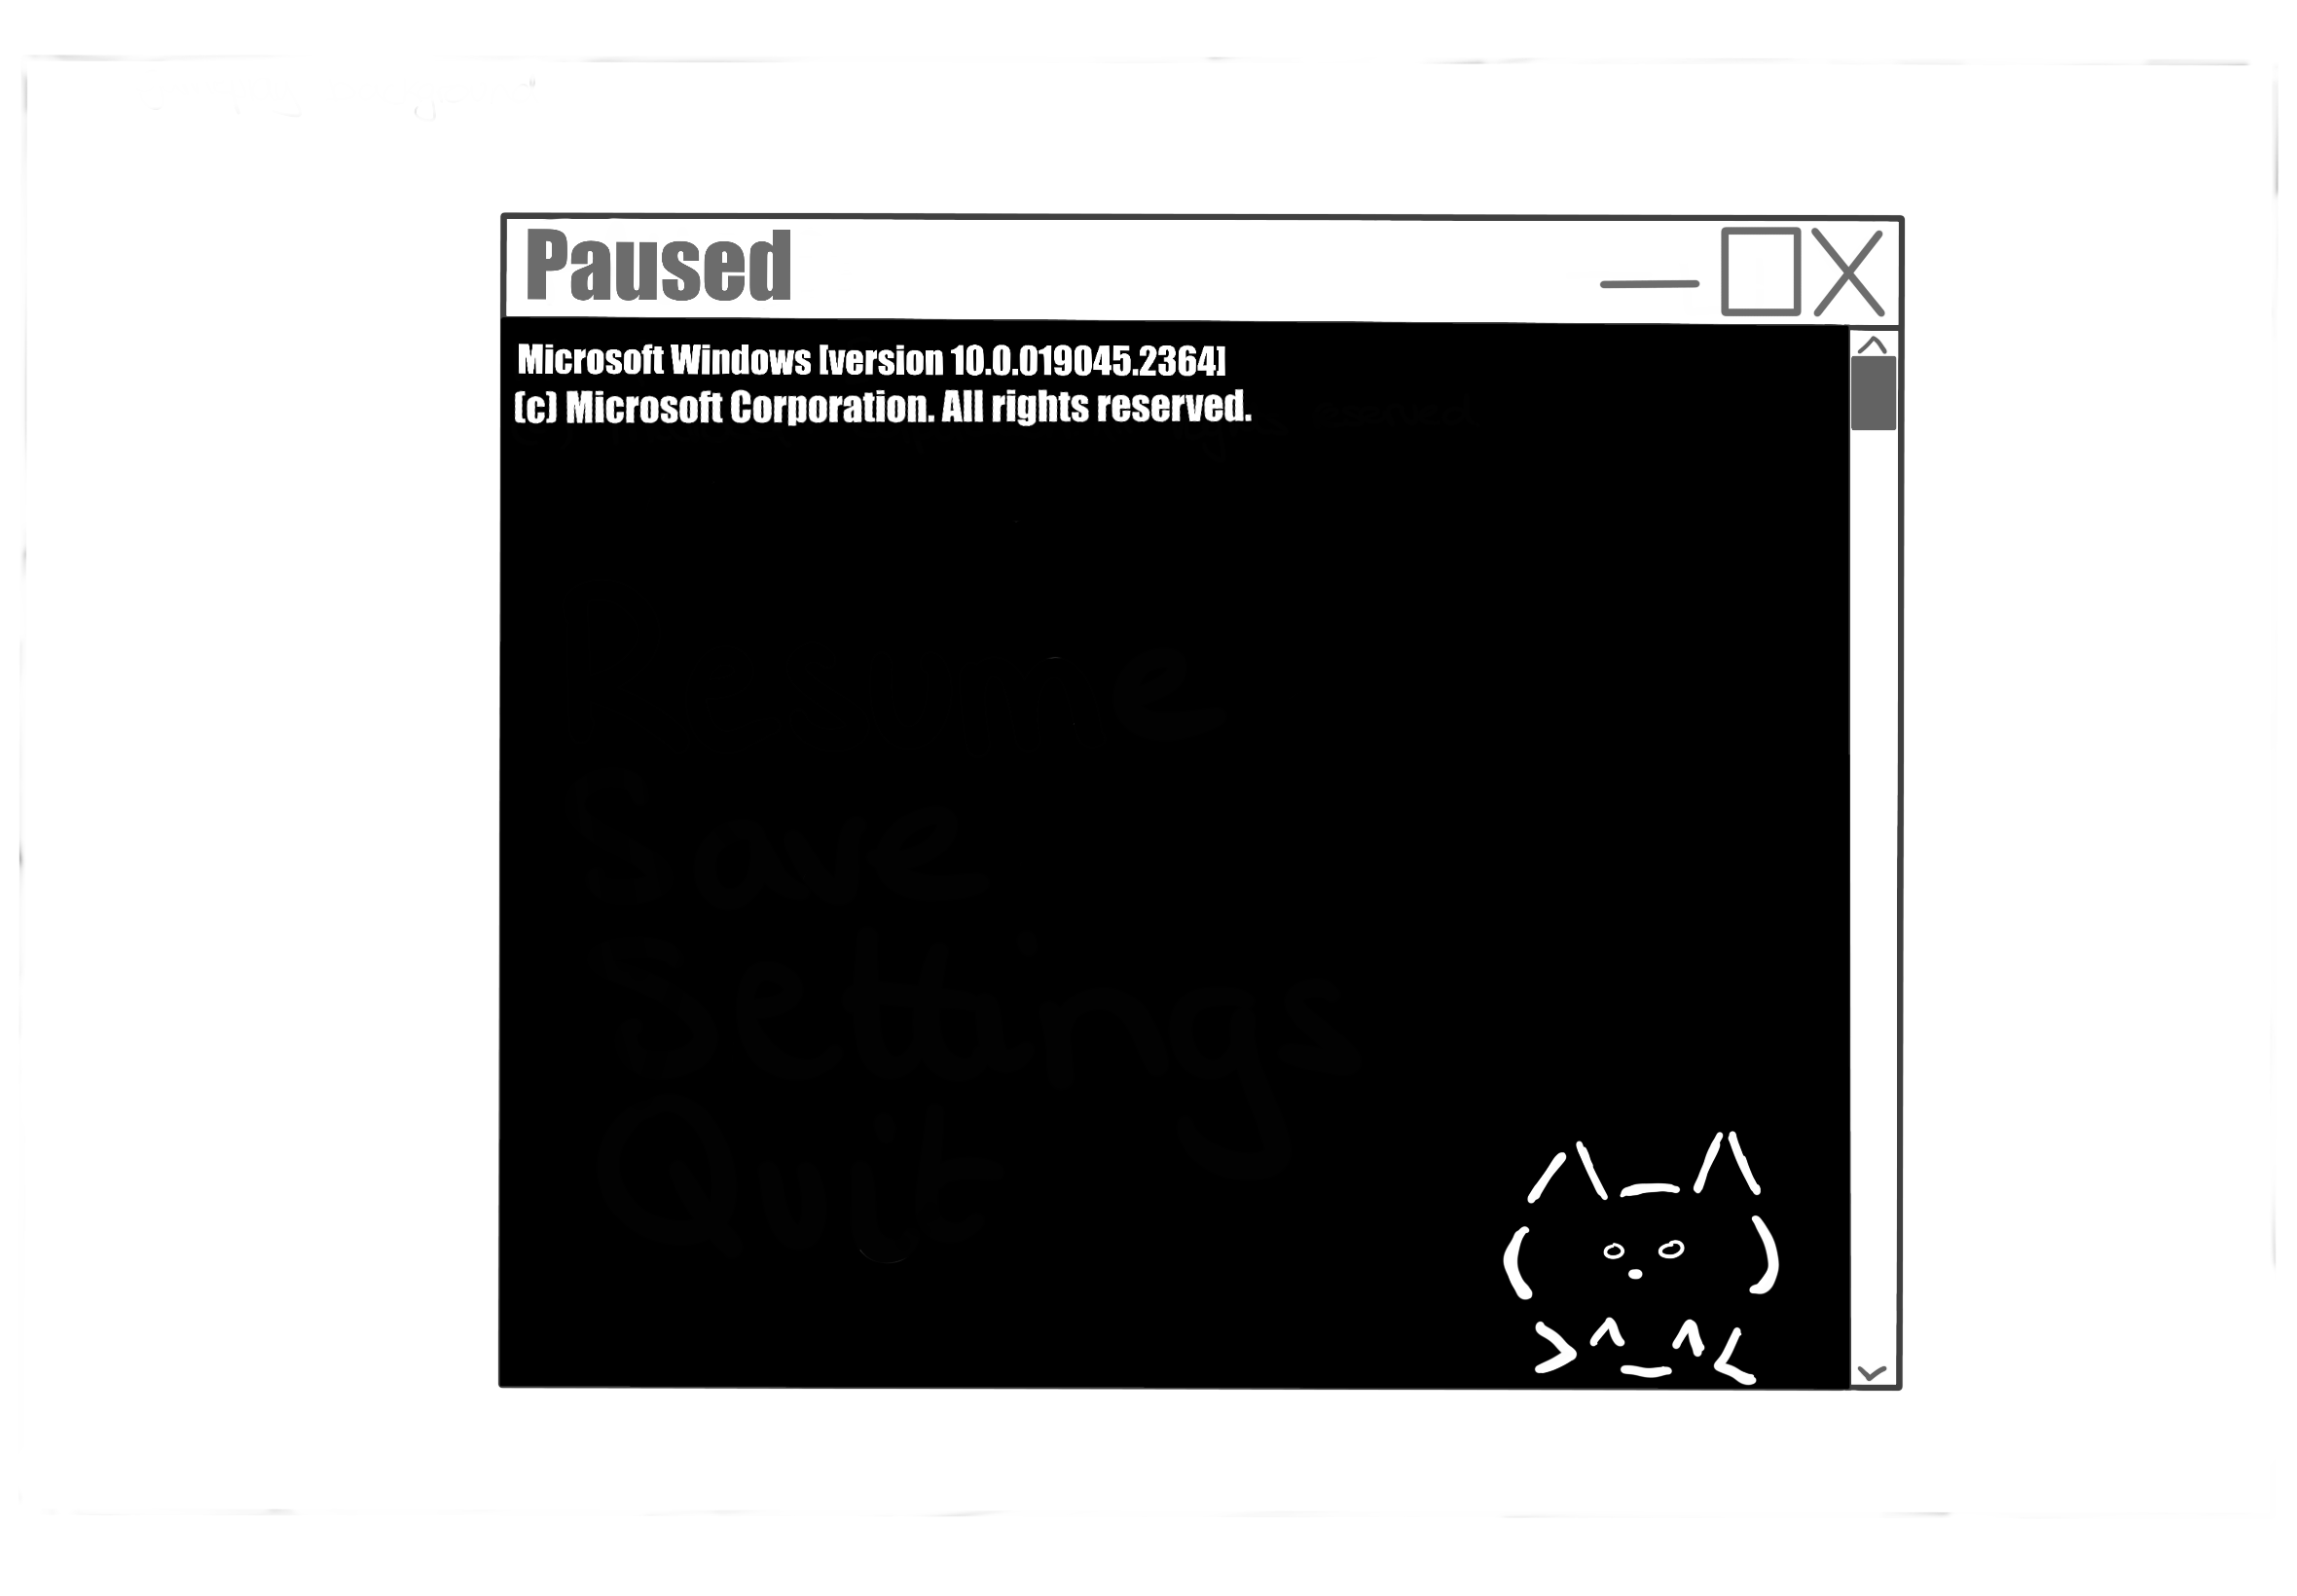 Paused
Microsoft Windows [version 10.0.019045.2364]
(c) Microsoft Corporation. All rights reserved.
Save
Settings
Quit